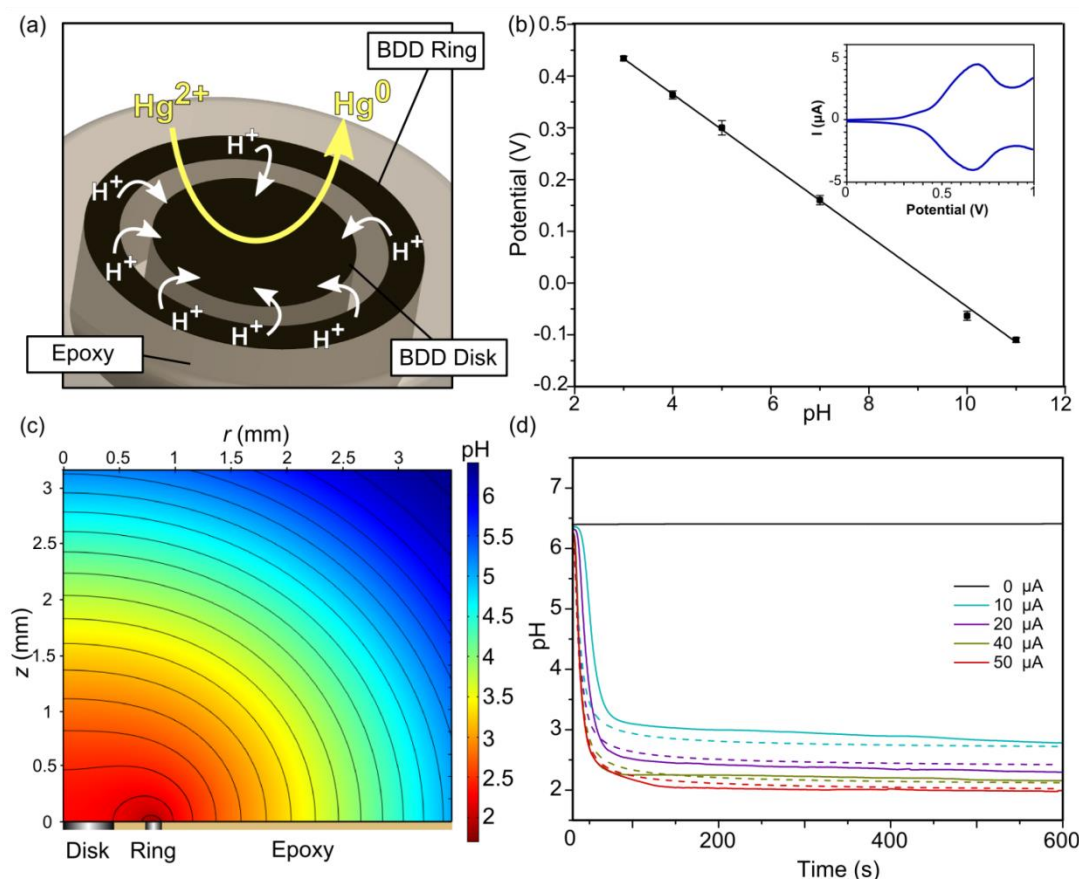 (a)
BDD Ring
Hg2+
Hg0
H+
H+
H+
H+
H+
H+
H+
H+
Epoxy
BDD Disk
(b)
Potential (V)
0.5
0.4
0.3
0.2
0.1
0.0
-0.1
-0.2
2
4
6
8
10
12
pH
I (µA)
5
0
-5
0
0.5
1
Potential (V)
(c)
r (mm)
0
0.5
1
1.5
2
2.5
3
pH
z (mm)
3
2.5
2
1.5
1
0.5
0
6
5.5
5
4.5
4
3.5
3
2.5
2
Disk
Ring
Epoxy
(d)
pH
7
6
5
4
3
2
0 µA
10 µA
20 µA
40 µA
50 µA
0
200
400
600
Time (s)